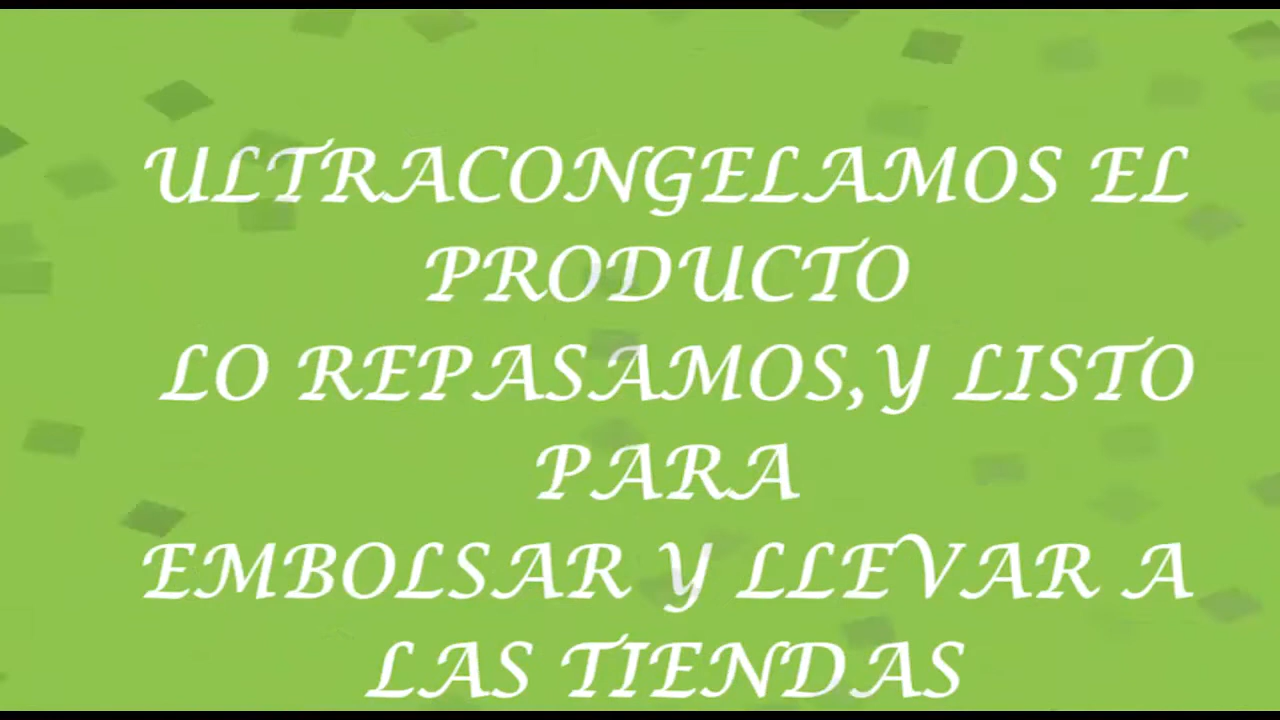 ULTRACONGELAMOS EL
PRODUCTO
LO REPASAMOS,Y LISTO
PARA
EMBOLSAR Y LLEVAR A
LAS TIENDAS